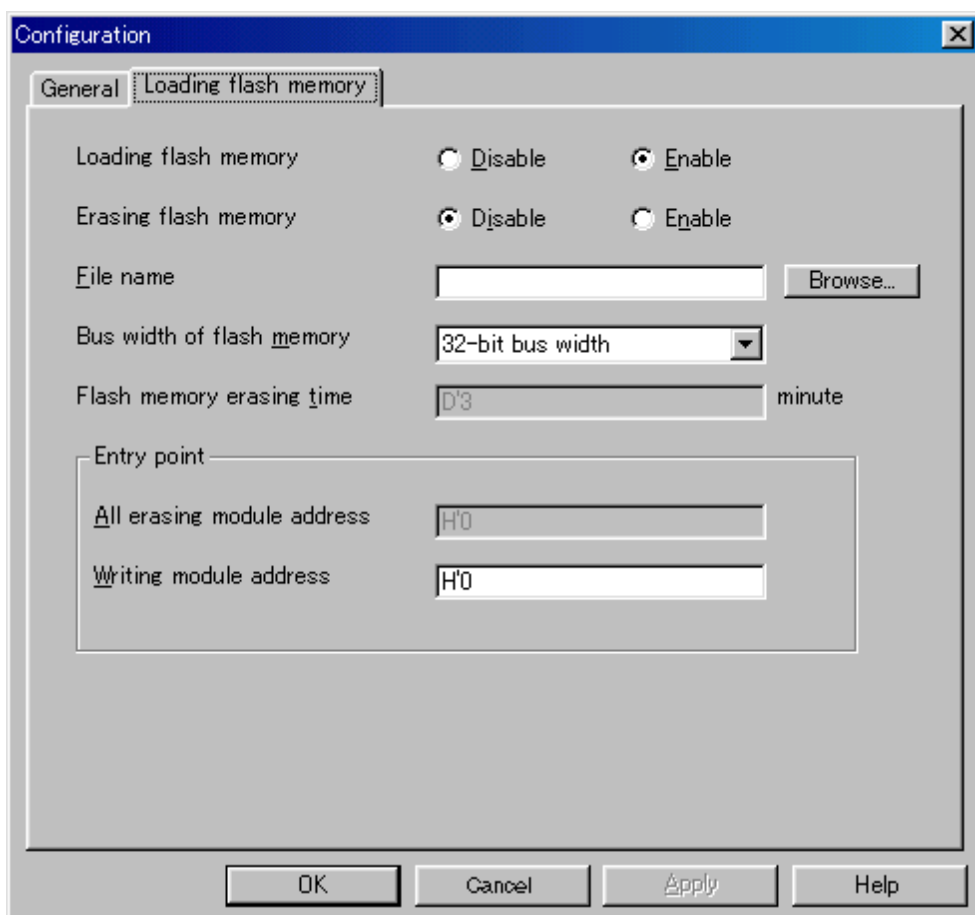 Configuration
General Loading flash memory
Loading flash memory Disable Enable
Erasing flash memory Disable Enable
File name Browse...
Bus width of flash memory 32-bit bus width
Flash memory erasing time D'3 minute
Entry point
All erasing module address H'0
Writing module address H'0
OK Cancel Apply Help